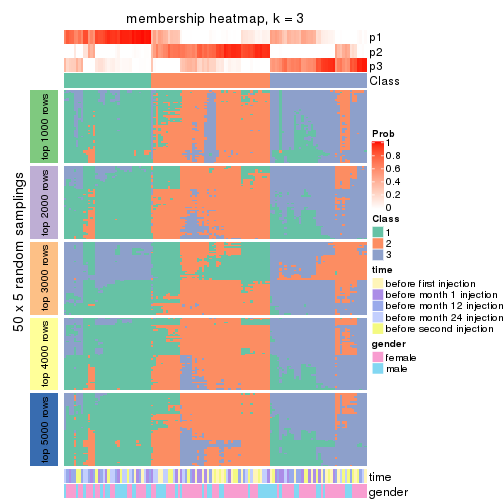 membership heatmap, k = 3
p1
p2
p3
Class
50 x 5 random samplings
top 1000 rows
top 2000 rows
top 3000 rows
top 4000 rows
top 5000 rows
time
gender
Prob
1
0.8
0.6
0.4
0.2
0
Class
1
2
3
time
before first injection
before month 1 injection
before month 12 injection
before month 24 injection
before second injection
gender
female
male